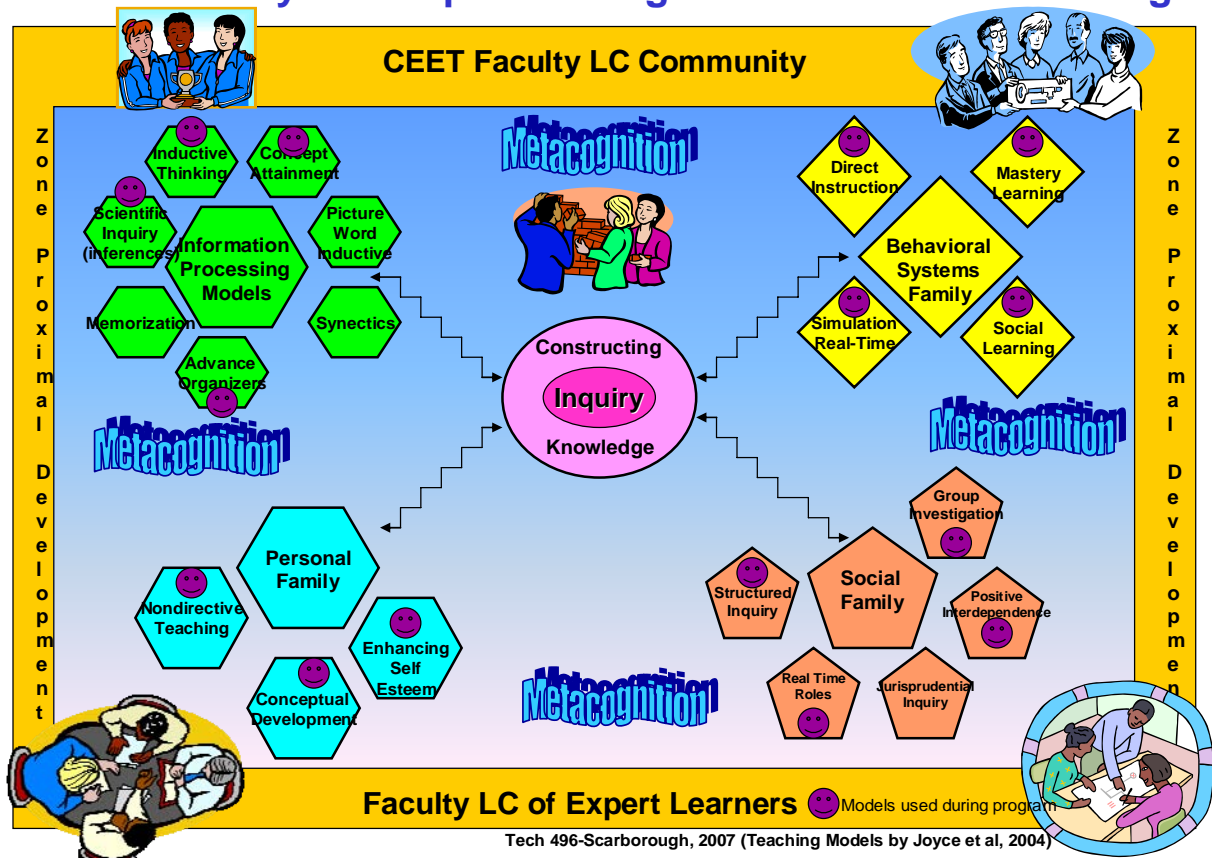 CEET Faculty LC Community
Zone Proximal Development
Zone Proximal Developmen
Metacognition
Inductive
Thinking
Concept
Attainment
Scientific
Inquiry
(inferences)
Picture
Word
Inductive
Information
Processing
Models
Memorization
Synectics
Advance
Organizers
Metacognition
Direct
Instruction
Mastery
Learning
Behavioral
Systems
Family
Simulation
Real-Time
Social
Learning
Metacognition
Constructing
Inquiry
Knowledge
Personal
Family
Nondirective
Teaching
Enhancing
Self
Esteem
Conceptual
Development
Metacognition
Group
Investigation
Social
Family
Structured
Inquiry
Positive
Interdependence
Real Time
Roles
Jurisprudential
Inquiry
Faculty LC of Expert Learners
Models used during program
Tech 496-Scarborough, 2007 (Teaching Models by Joyce et al, 2004)